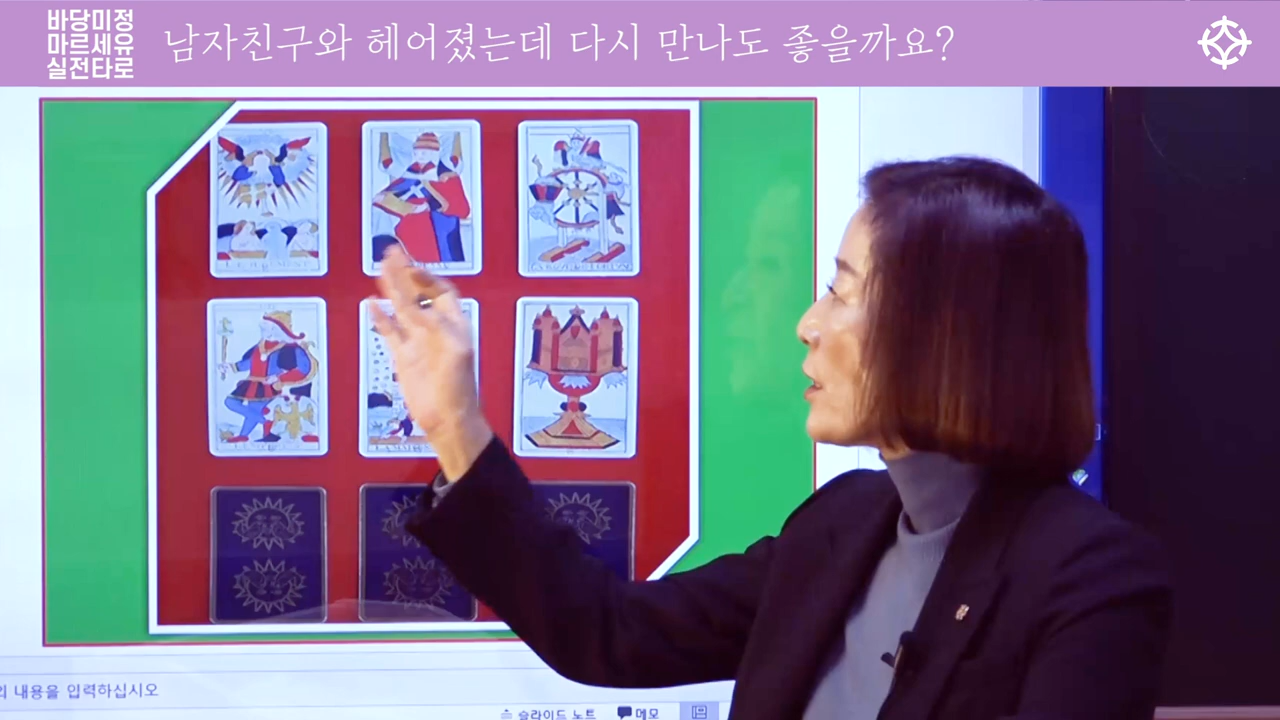 바당미정
마르세유
실전타로
남자친구와 헤어졌는데 다시 만나도 좋을까요?
내용을 입력하십시오
슬라이드 노트
메모